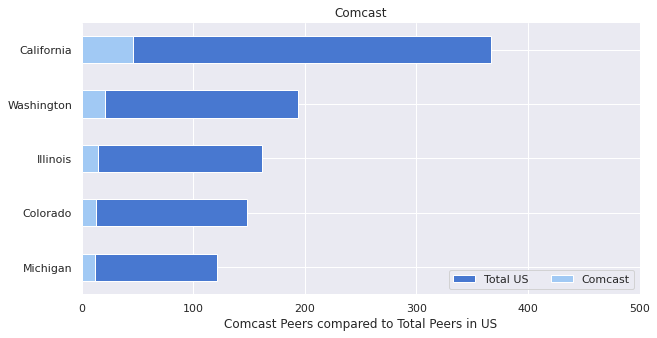 Comcast
California
Washington
Illinois
Colorado
Michigan
Total US
Comcast
0 100 200 300 400 500
Comcast Peers compared to Total Peers in US